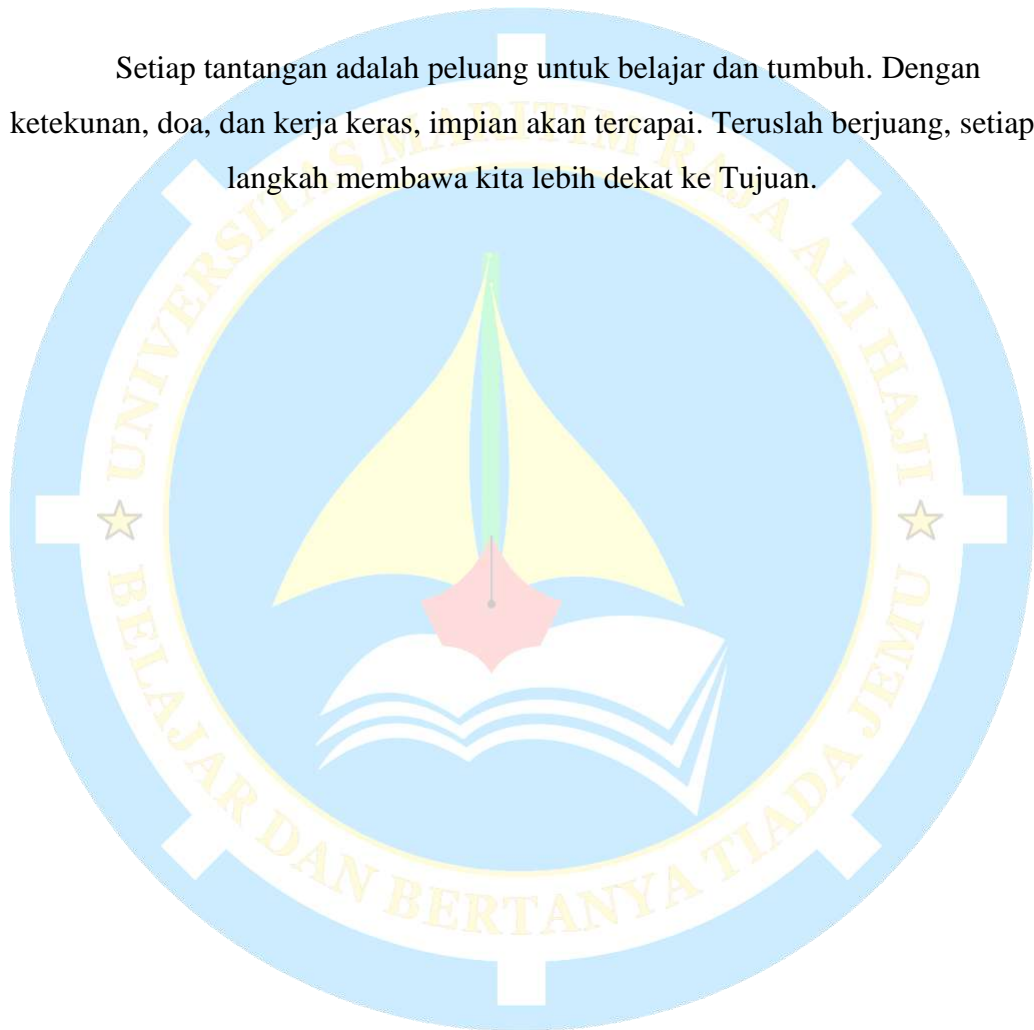 Setiap tantangan adalah peluang untuk belajar dan tumbuh. Dengan
ketekunan, doa, dan kerja keras, impian akan tercapai. Teruslah berjuang, setiap
langkah membawa kita lebih dekat ke Tujuan.
UNIVERSITAS MARITIM RAJA ALI HAJI
BELAJAR DAN BERTANYA TIADA JEMU